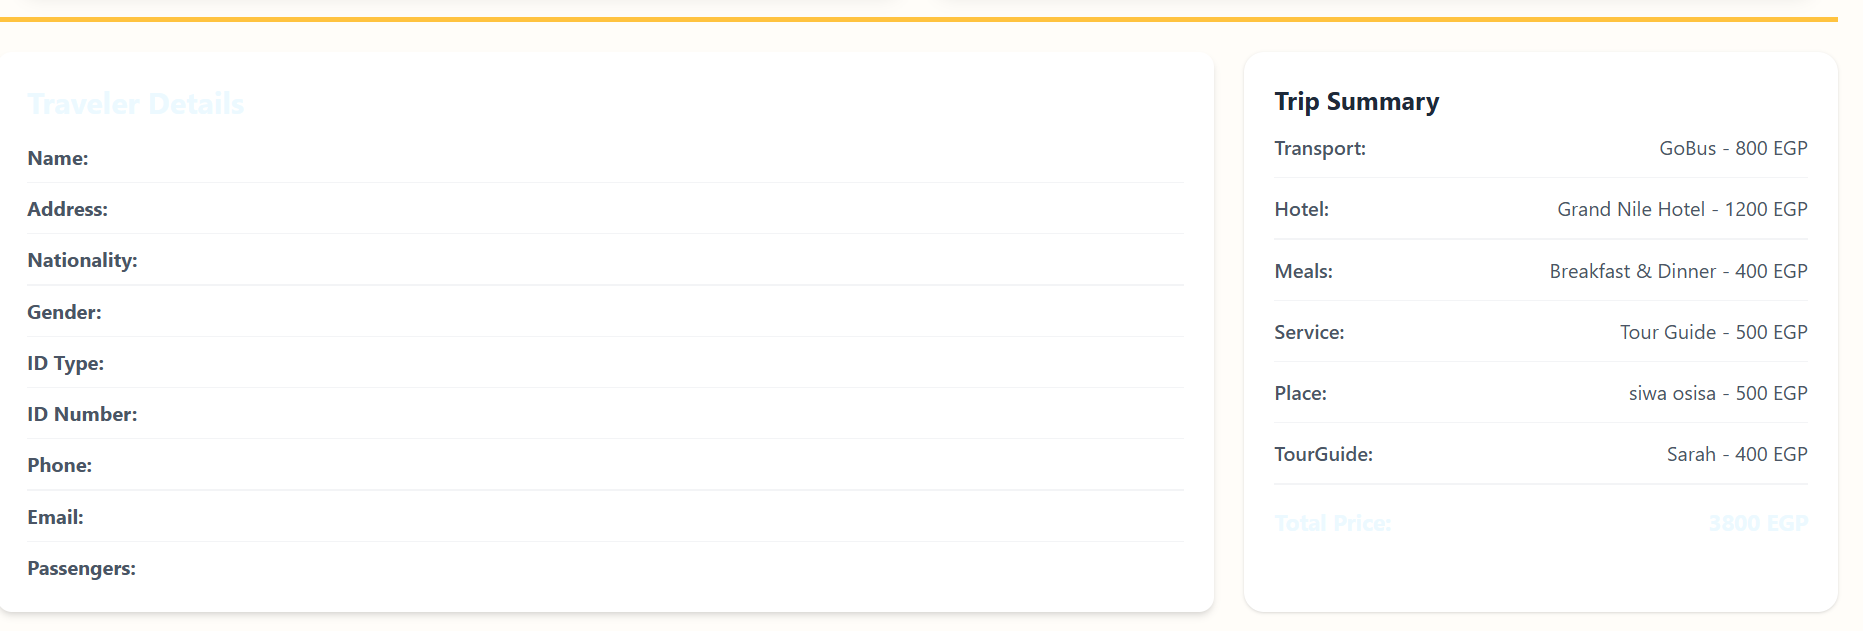 Traveler Details
Name:
Address:
Nationality:
Gender:
ID Type:
ID Number:
Phone:
Email:
Passengers:
Trip Summary
Transport: GoBus - 800 EGP
Hotel: Grand Nile Hotel - 1200 EGP
Meals: Breakfast & Dinner - 400 EGP
Service: Tour Guide - 500 EGP
Place: siwa osisa - 500 EGP
TourGuide: Sarah - 400 EGP
Total Price: 3800 EGP